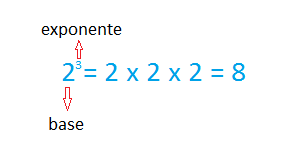 exponente
2³ = 2 x 2 x 2 = 8
base